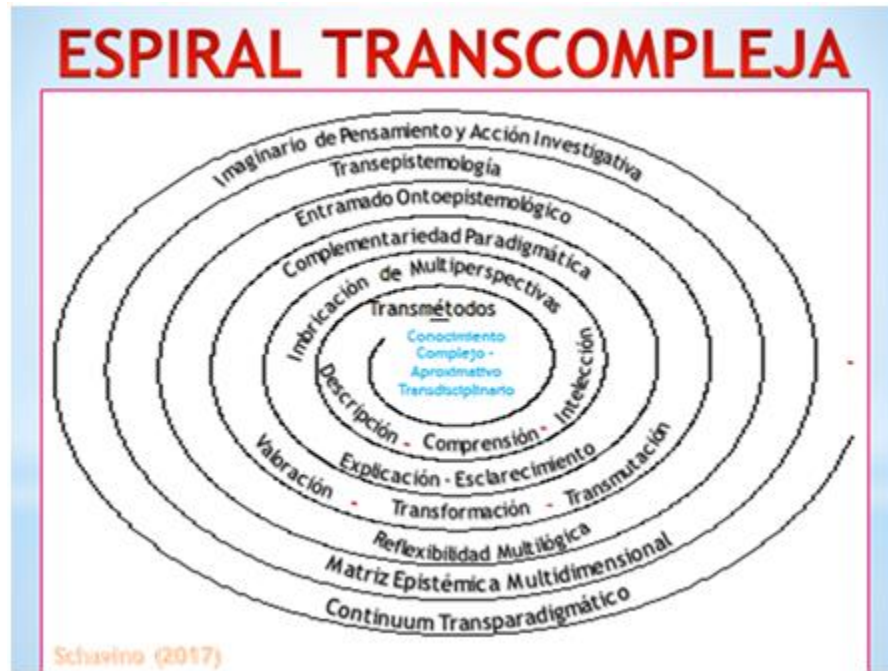 ESPIRAL TRANSCOMPLEJA
Imaginario de Pensamiento y Acción Investigativa
Transepistemología
Entramado Ontoepistemológico
Complementariedad Paradigmática
Imbricación de Multiperspectivas
Transmétodos
Conocimiento
Complejo -
Aproximativo
Transdisciplinario
Descripción - Comprensión - Intelección
Explicación - Esclarecimiento
Valoración - Transformación - Transmutación
Reflexibilidad Multilógica
Matriz Epistémica Multidimensional
Continuum Transparadigmático
Schavino (2017)